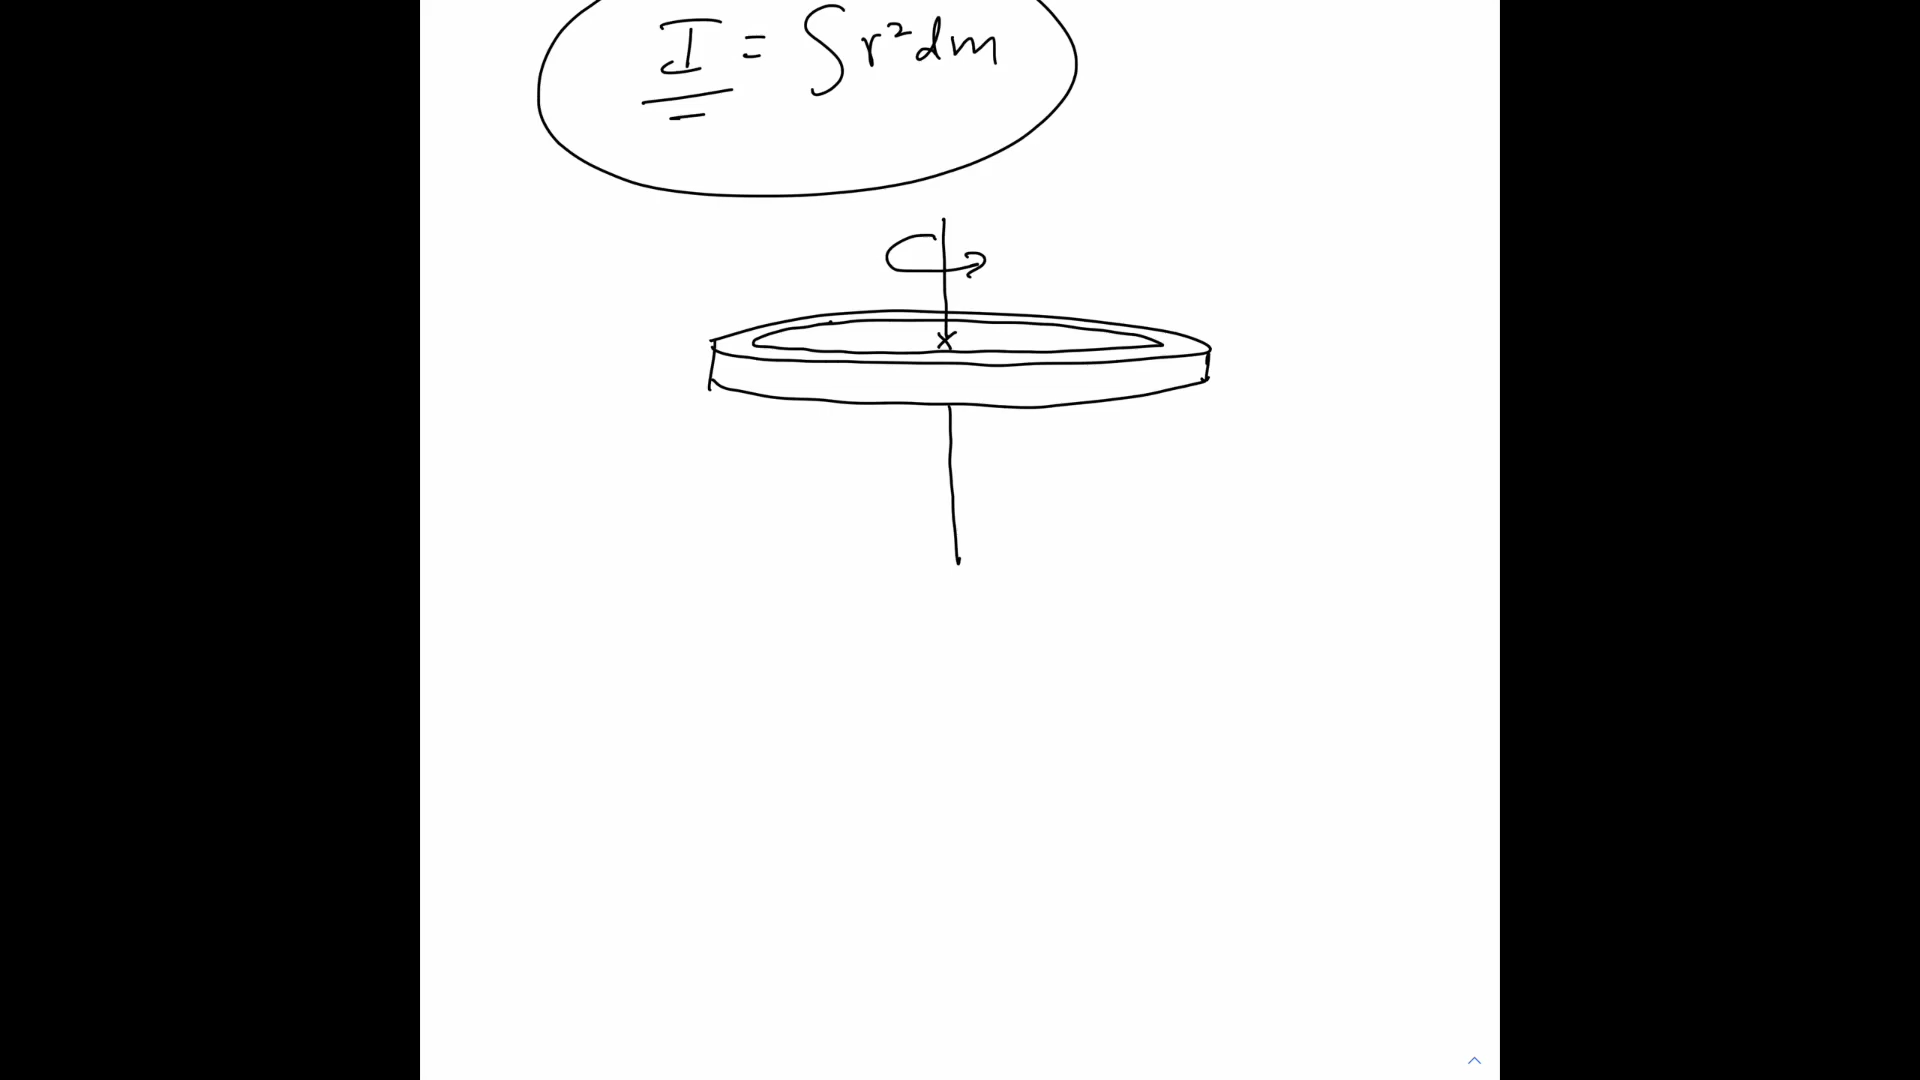 I = ∫r²dm